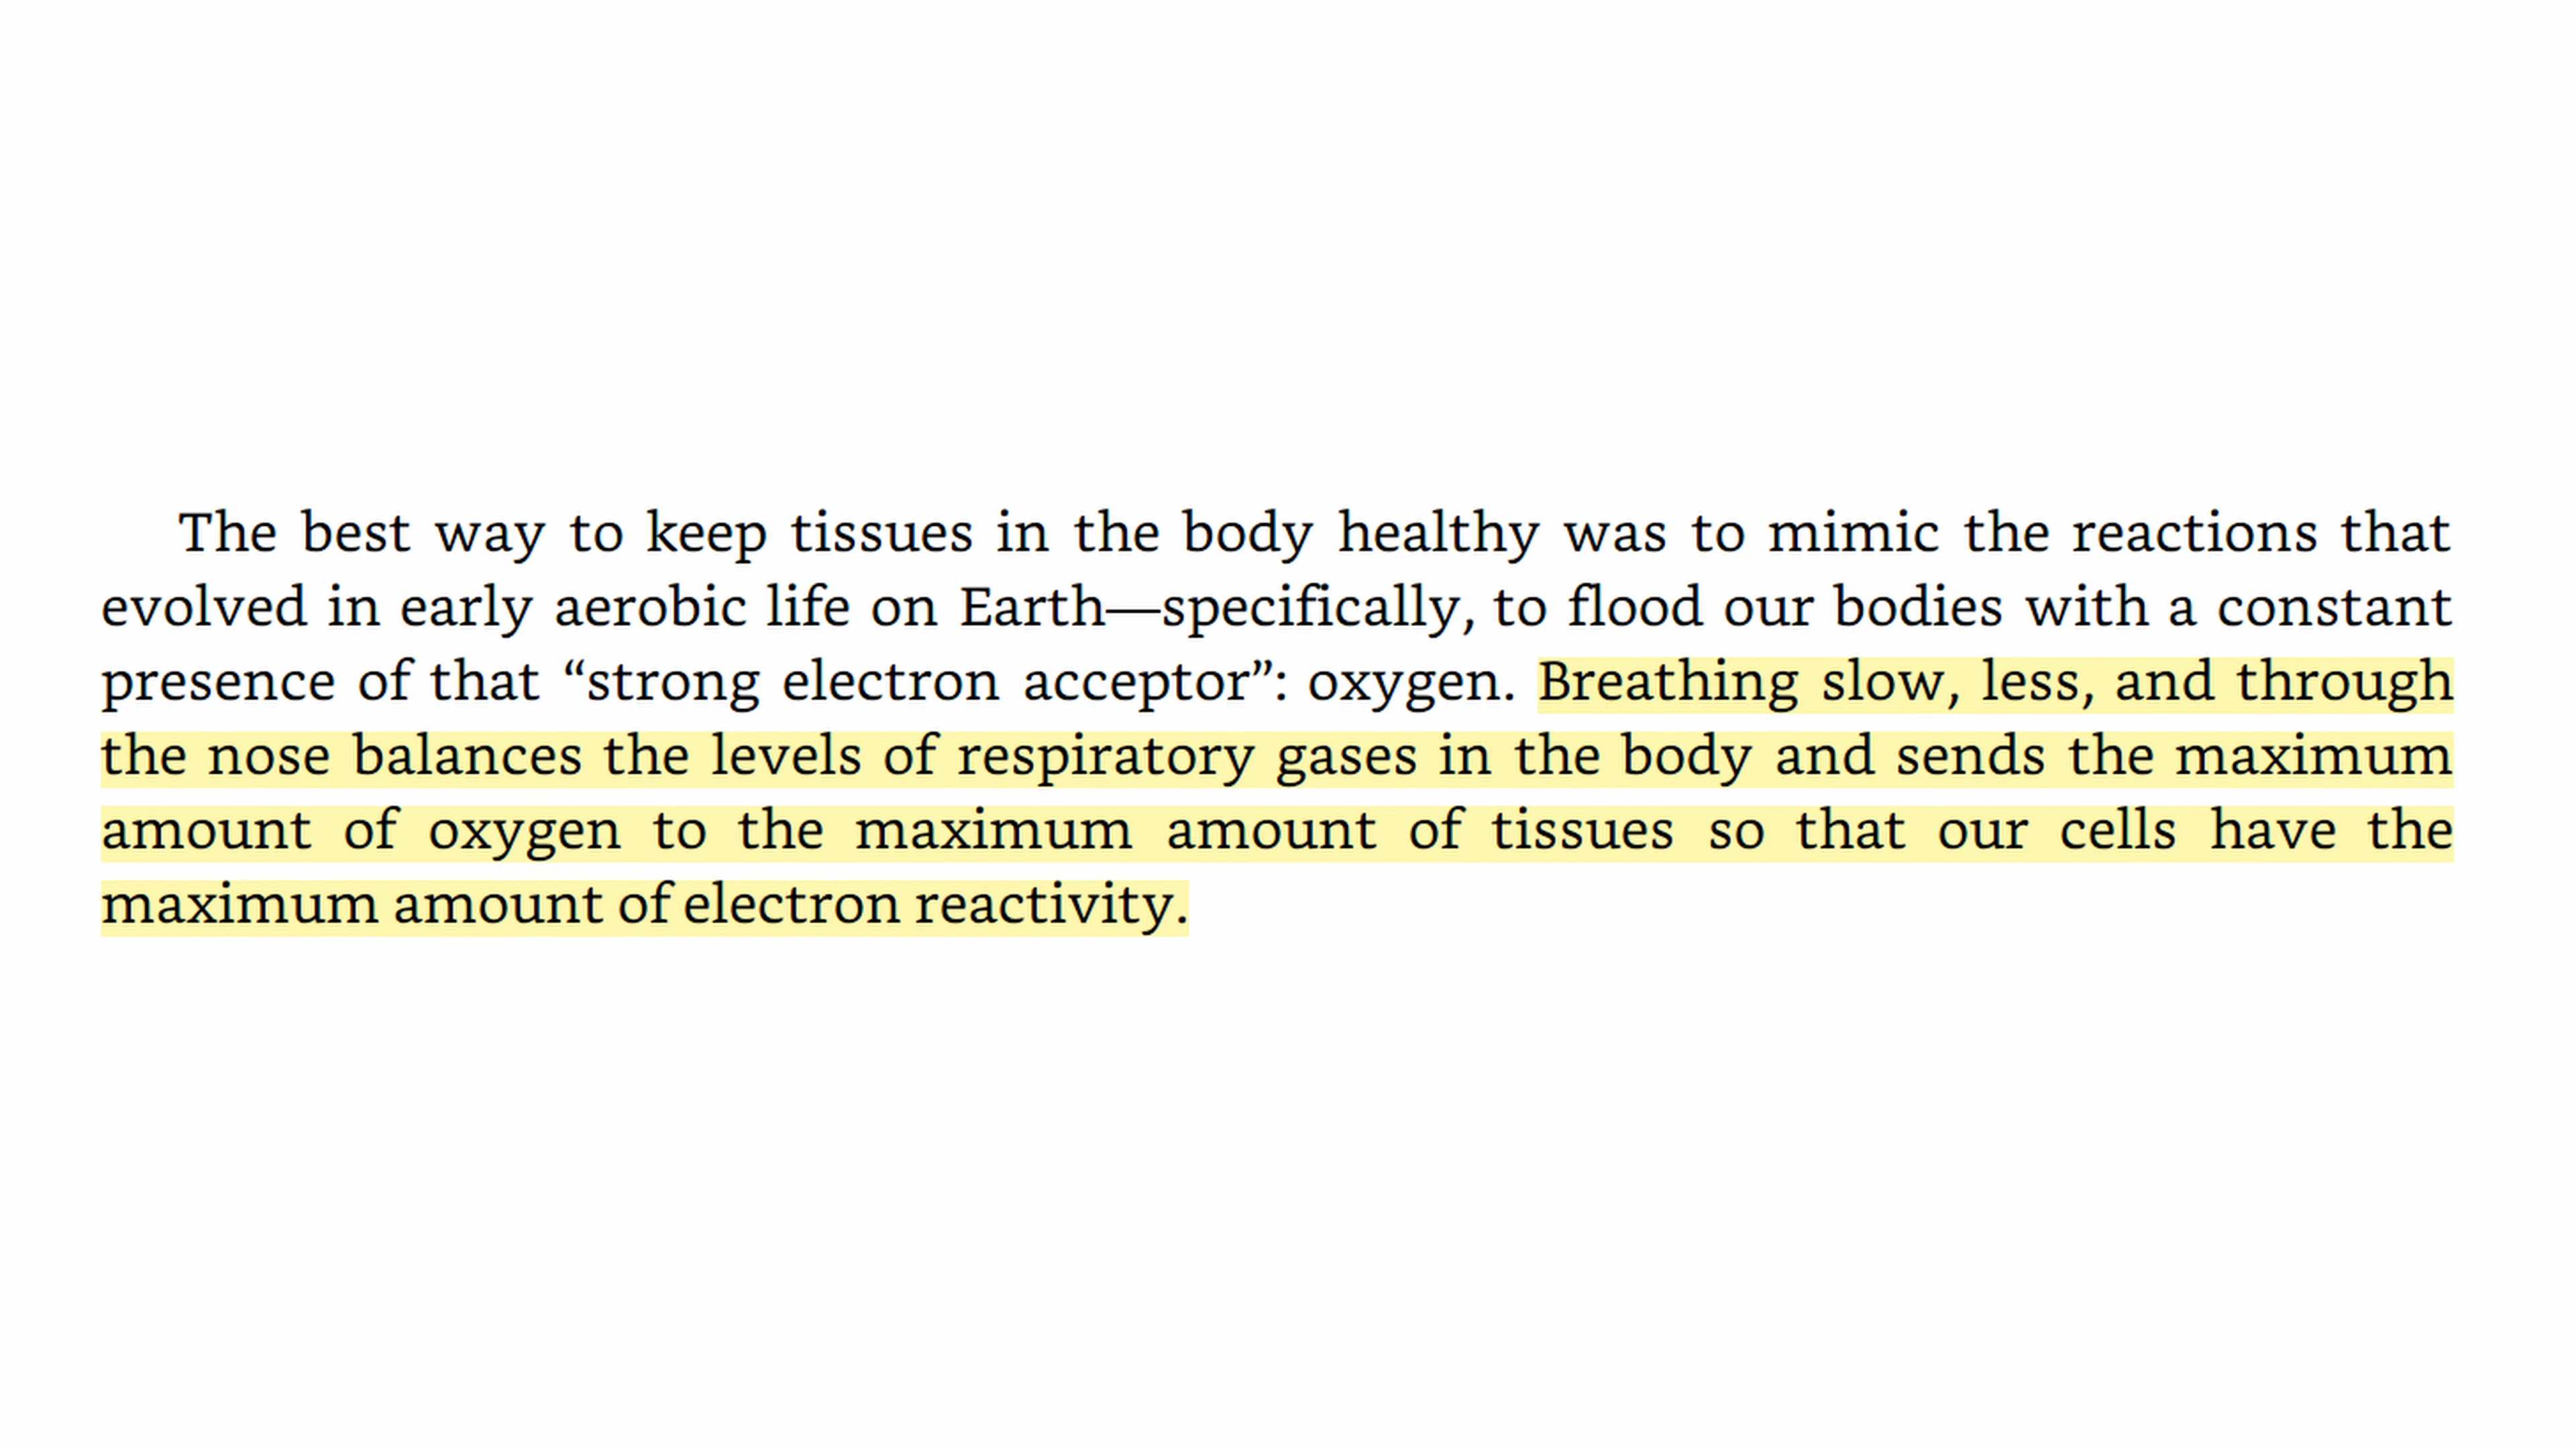 The best way to keep tissues in the body healthy was to mimic the reactions that
evolved in early aerobic life on Earth—specifically, to flood our bodies with a constant
presence of that “strong electron acceptor”: oxygen. Breathing slow, less, and through
the nose balances the levels of respiratory gases in the body and sends the maximum
amount of oxygen to the maximum amount of tissues so that our cells have the
maximum amount of electron reactivity.